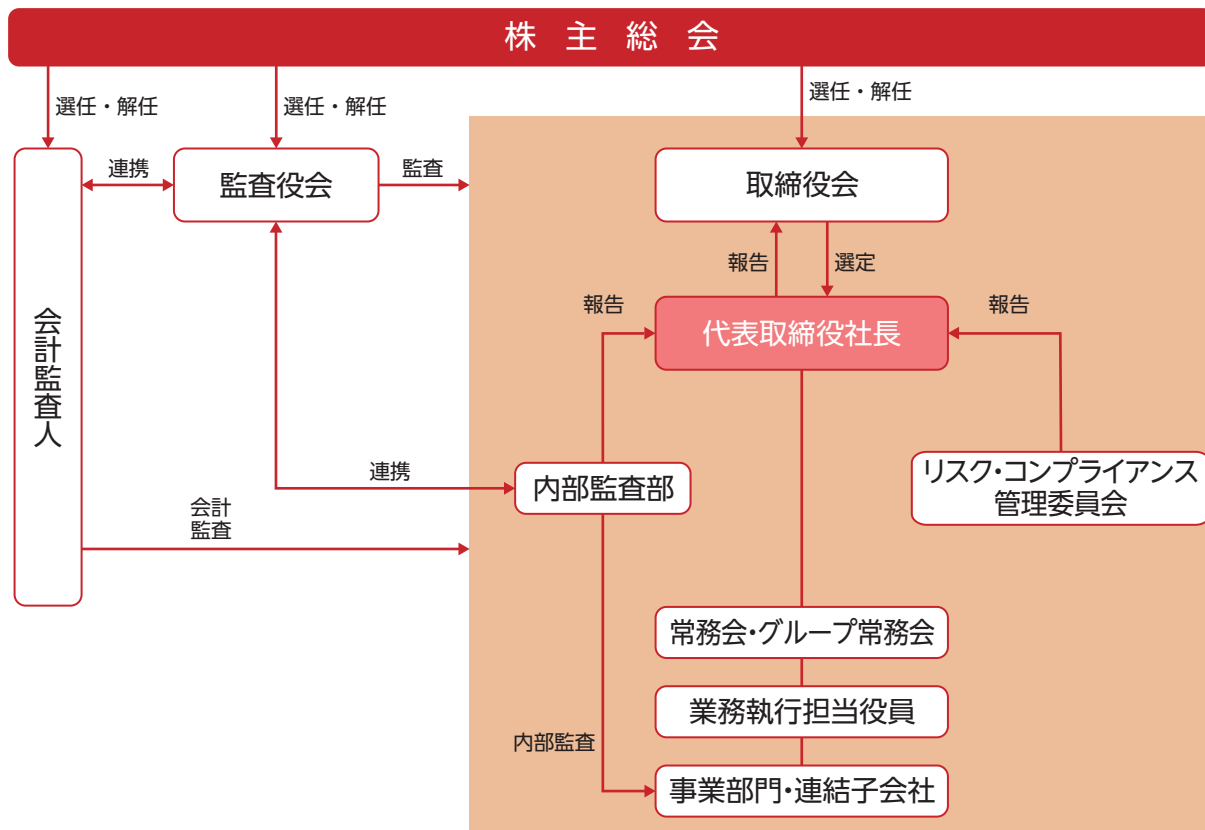 株主総会
選任・解任
選任・解任
選任・解任
連携
監査役会
監査
取締役会
報告
選定
報告
代表取締役社長
報告
会計監査人
連携
内部監査部
リスク・コンプライアンス
管理委員会
会計
監査
常務会・グループ常務会
業務執行担当役員
内部監査
事業部門・連結子会社